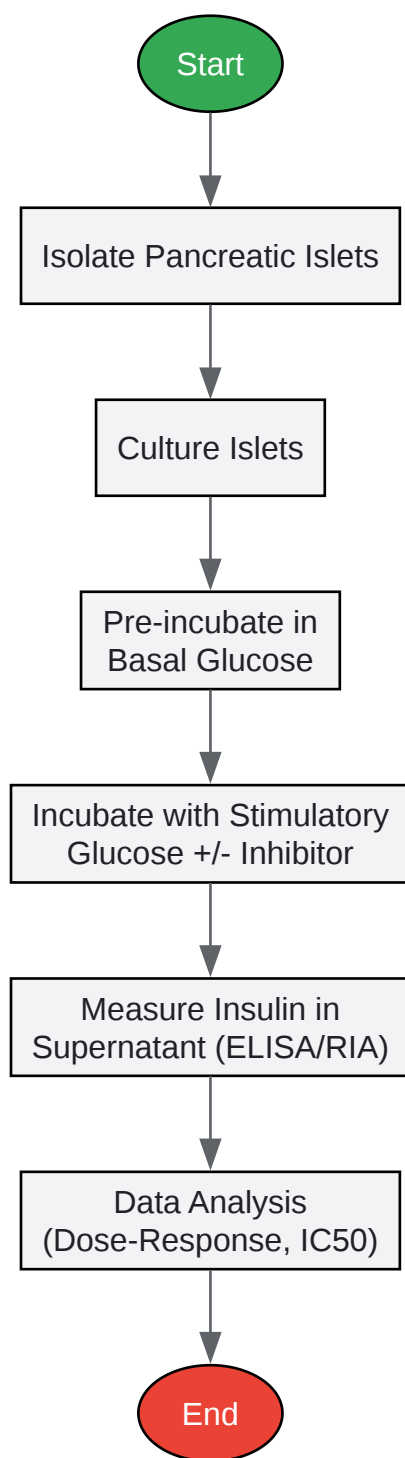 Start
Isolate Pancreatic Islets
Culture Islets
Pre-incubate in
Basal Glucose
Incubate with Stimulatory
Glucose +/- Inhibitor
Measure Insulin in
Supernatant (ELISA/RIA)
Data Analysis
(Dose-Response, IC50)
End